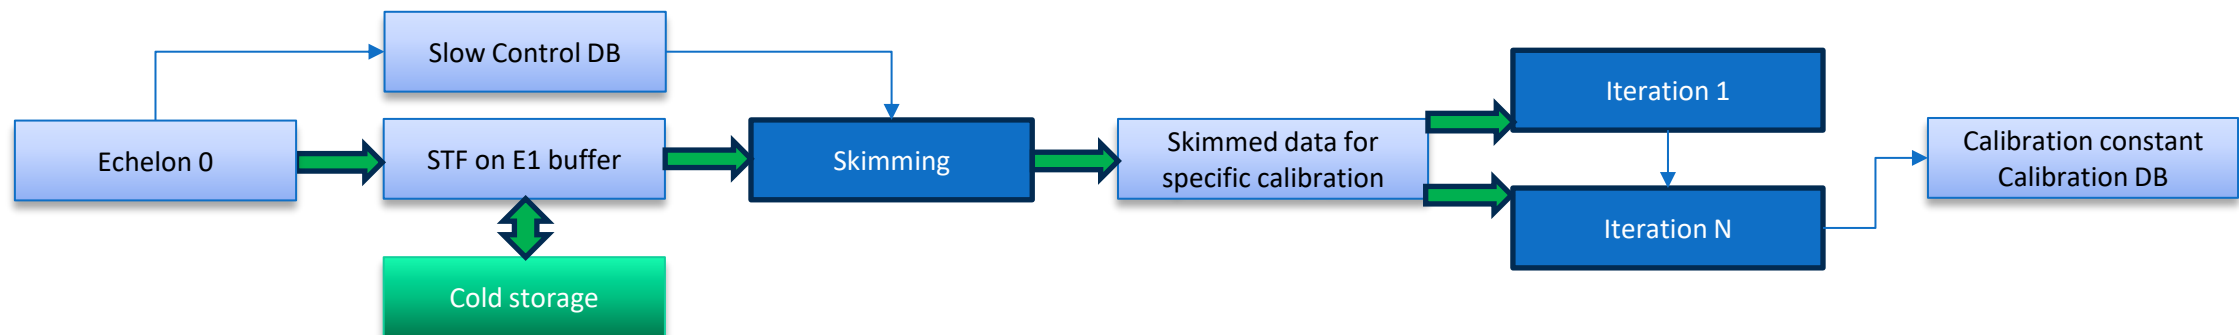 Slow Control DB
Echelon 0
STF on E1 buffer
Cold storage
Skimming
Skimmed data for
specific calibration
Iteration 1
Iteration N
Calibration constant
Calibration DB